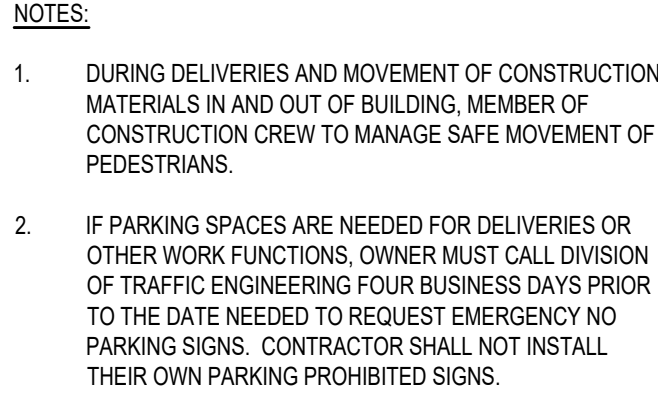 NOTES:
1. DURING DELIVERIES AND MOVEMENT OF CONSTRUCTION
MATERIALS IN AND OUT OF BUILDING, MEMBER OF
CONSTRUCTION CREW TO MANAGE SAFE MOVEMENT OF
PEDESTRIANS.
2. IF PARKING SPACES ARE NEEDED FOR DELIVERIES OR
OTHER WORK FUNCTIONS, OWNER MUST CALL DIVISION
OF TRAFFIC ENGINEERING FOUR BUSINESS DAYS PRIOR
TO THE DATE NEEDED TO REQUEST EMERGENCY NO
PARKING SIGNS.  CONTRACTOR SHALL NOT INSTALL
THEIR OWN PARKING PROHIBITED SIGNS.